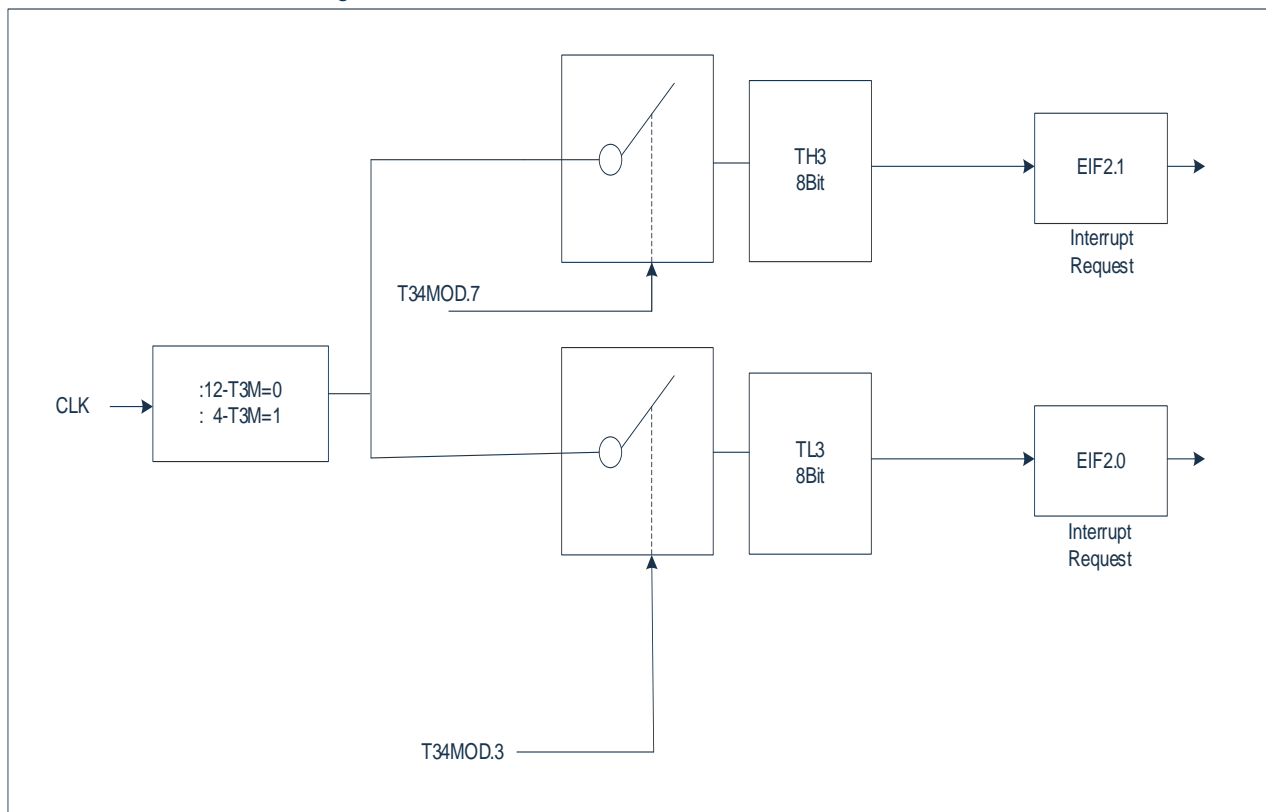 TH3
8Bit
EIF2.1
Interrupt
Request
T34MOD.7
CLK
:12-T3M=0
: 4-T3M=1
TL3
8Bit
EIF2.0
Interrupt
Request
T34MOD.3